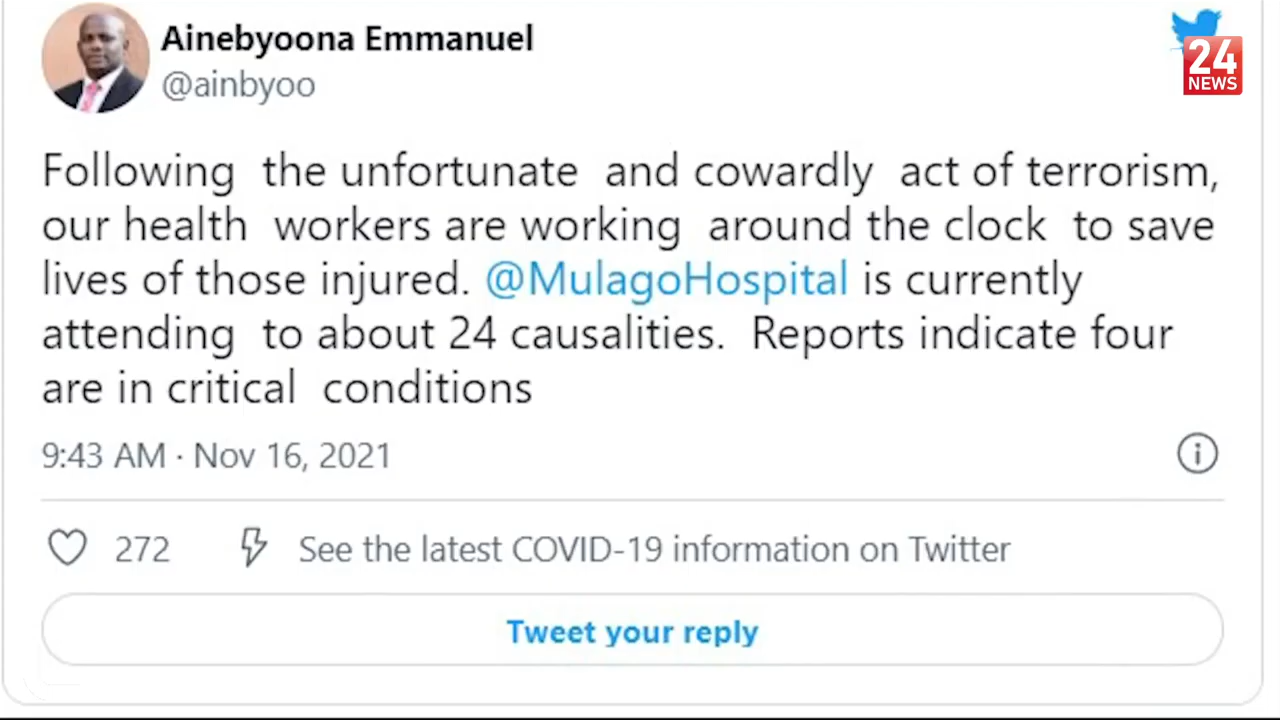 Ainebyoona Emmanuel
@ainbyoo
24
NEWS
Following the unfortunate and cowardly act of terrorism,
our health workers are working around the clock to save
lives of those injured. @MulagoHospital is currently
attending to about 24 causalities. Reports indicate four
are in critical conditions
9:43 AM · Nov 16, 2021
272
See the latest COVID-19 information on Twitter
Tweet your reply